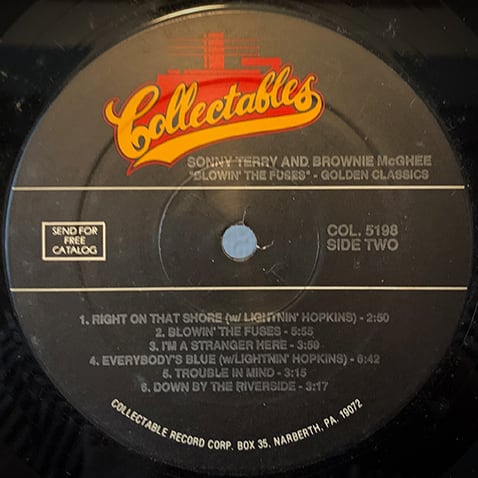 Collectables
SONNY TERRY AND BROWNIE McGHEE
"BLOWIN' THE FUSES" - GOLDEN CLASSICS
SEND FOR
FREE
CATALOG
COL. 5198
SIDE TWO
1. RIGHT ON THAT SHORE (w/ LIGHTNIN' HOPKINS) - 2:50
2. BLOWIN' THE FUSES - 5:55
3. I'M A STRANGER HERE - 3:59
4. EVERYBODY'S BLUE (w/LIGHTNIN' HOPKINS) - 6:42
5. TROUBLE IN MIND - 3:15
6. DOWN BY THE RIVERSIDE - 3:17
COLLECTABLE RECORD CORP. BOX 35, NARBERTH, PA. 19072